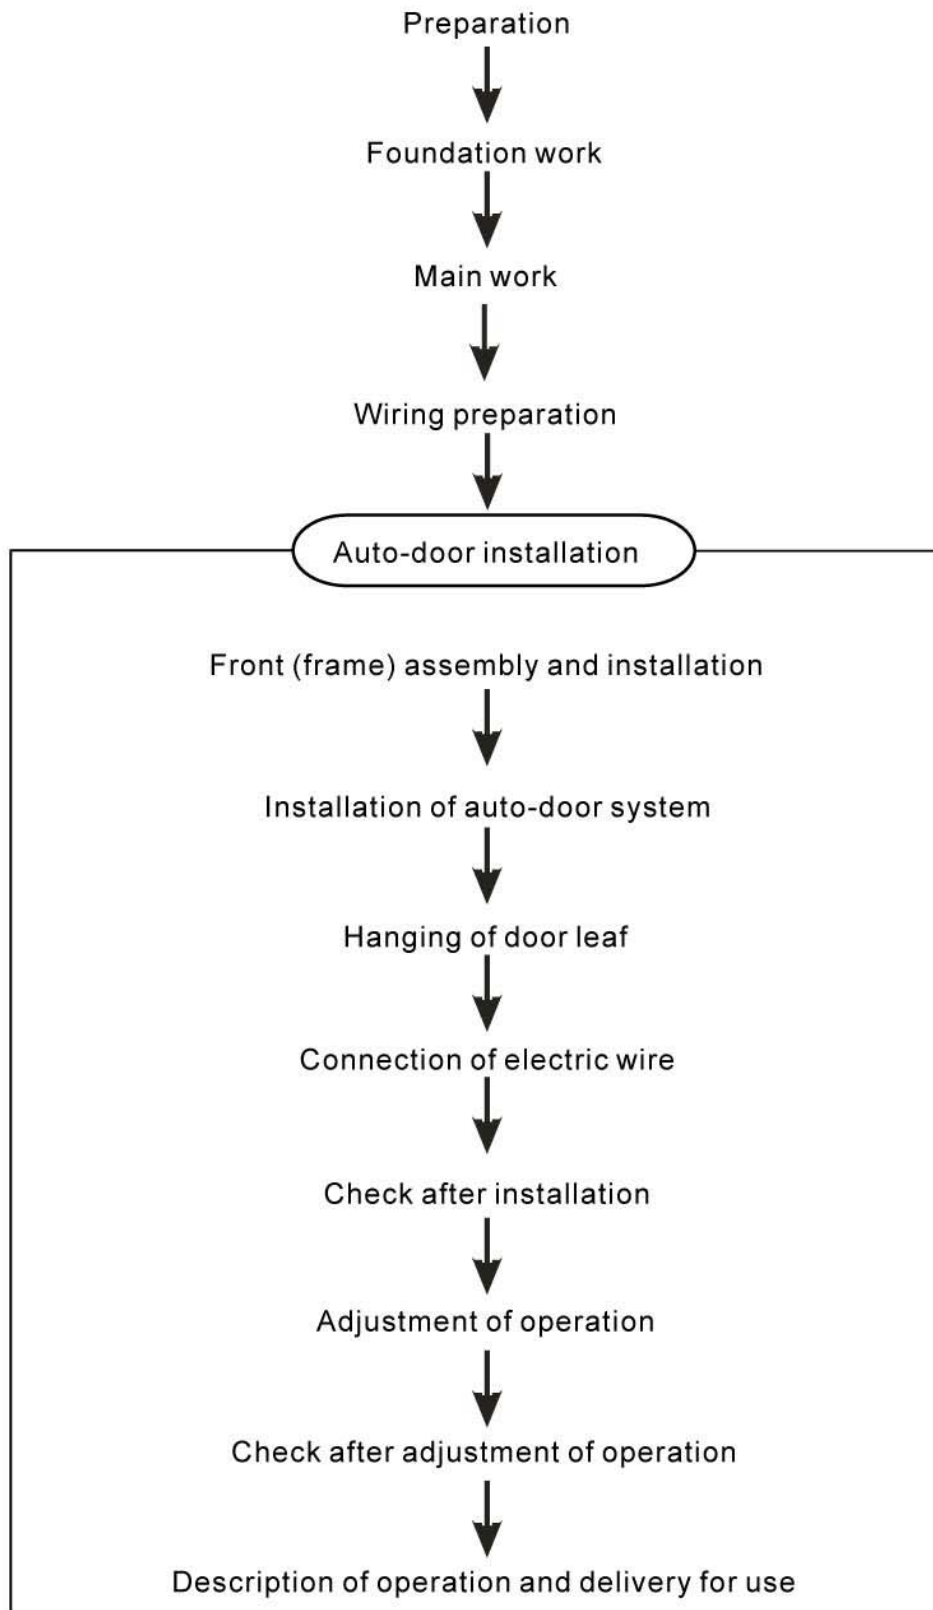 Preparation
Foundation work
Main work
Wiring preparation
Auto-door installation
Front (frame) assembly and installation
Installation of auto-door system
Hanging of door leaf
Connection of electric wire
Check after installation
Adjustment of operation
Check after adjustment of operation
Description of operation and delivery for use